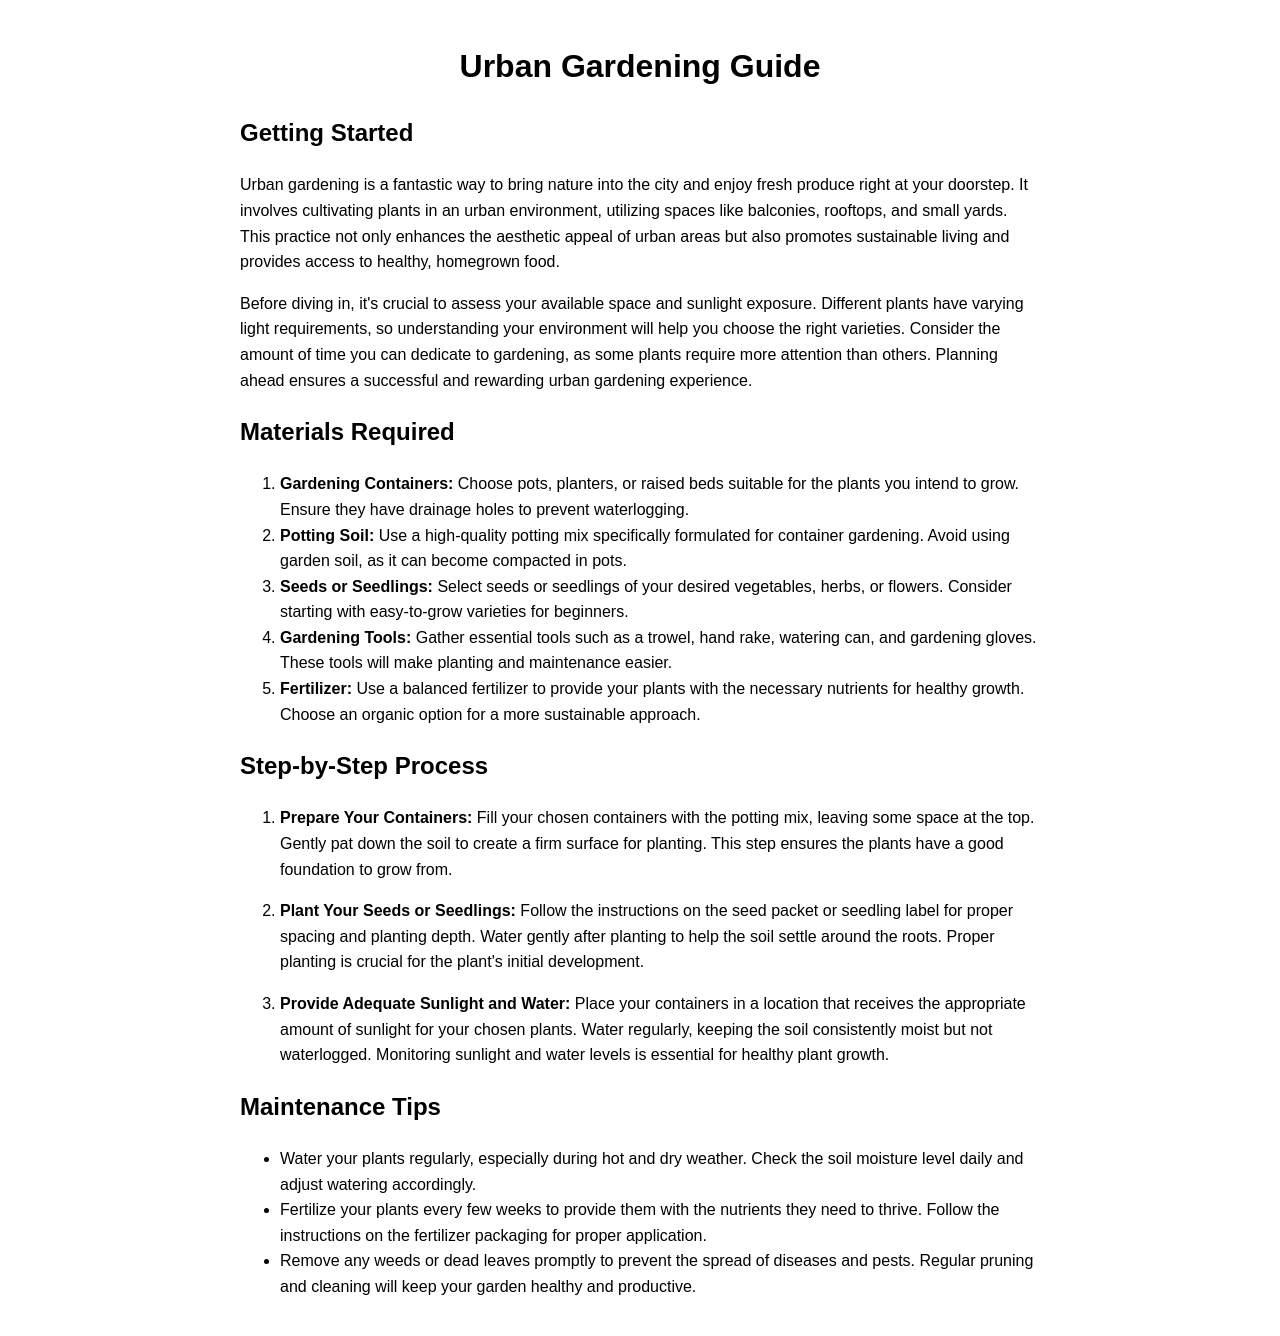 Urban Gardening Guide
Getting Started
Urban gardening is a fantastic way to bring nature into the city and enjoy fresh produce right at your doorstep. It
involves cultivating plants in an urban environment, utilizing spaces like balconies, rooftops, and small yards.
This practice not only enhances the aesthetic appeal of urban areas but also promotes sustainable living and
provides access to healthy, homegrown food.
Before diving in, it's crucial to assess your available space and sunlight exposure. Different plants have varying
light requirements, so understanding your environment will help you choose the right varieties. Consider the
amount of time you can dedicate to gardening, as some plants require more attention than others. Planning
ahead ensures a successful and rewarding urban gardening experience.
Materials Required
1. Gardening Containers: Choose pots, planters, or raised beds suitable for the plants you intend to grow.
Ensure they have drainage holes to prevent waterlogging.
2. Potting Soil: Use a high-quality potting mix specifically formulated for container gardening. Avoid using
garden soil, as it can become compacted in pots.
3. Seeds or Seedlings: Select seeds or seedlings of your desired vegetables, herbs, or flowers. Consider
starting with easy-to-grow varieties for beginners.
4. Gardening Tools: Gather essential tools such as a trowel, hand rake, watering can, and gardening gloves.
These tools will make planting and maintenance easier.
5. Fertilizer: Use a balanced fertilizer to provide your plants with the necessary nutrients for healthy growth.
Choose an organic option for a more sustainable approach.
Step-by-Step Process
1. Prepare Your Containers: Fill your chosen containers with the potting mix, leaving some space at the top.
Gently pat down the soil to create a firm surface for planting. This step ensures the plants have a good
foundation to grow from.
2. Plant Your Seeds or Seedlings: Follow the instructions on the seed packet or seedling label for proper
spacing and planting depth. Water gently after planting to help the soil settle around the roots. Proper
planting is crucial for the plant's initial development.
3. Provide Adequate Sunlight and Water: Place your containers in a location that receives the appropriate
amount of sunlight for your chosen plants. Water regularly, keeping the soil consistently moist but not
waterlogged. Monitoring sunlight and water levels is essential for healthy plant growth.
Maintenance Tips
• Water your plants regularly, especially during hot and dry weather. Check the soil moisture level daily and
adjust watering accordingly.
• Fertilize your plants every few weeks to provide them with the nutrients they need to thrive. Follow the
instructions on the fertilizer packaging for proper application.
• Remove any weeds or dead leaves promptly to prevent the spread of diseases and pests. Regular pruning
and cleaning will keep your garden healthy and productive.